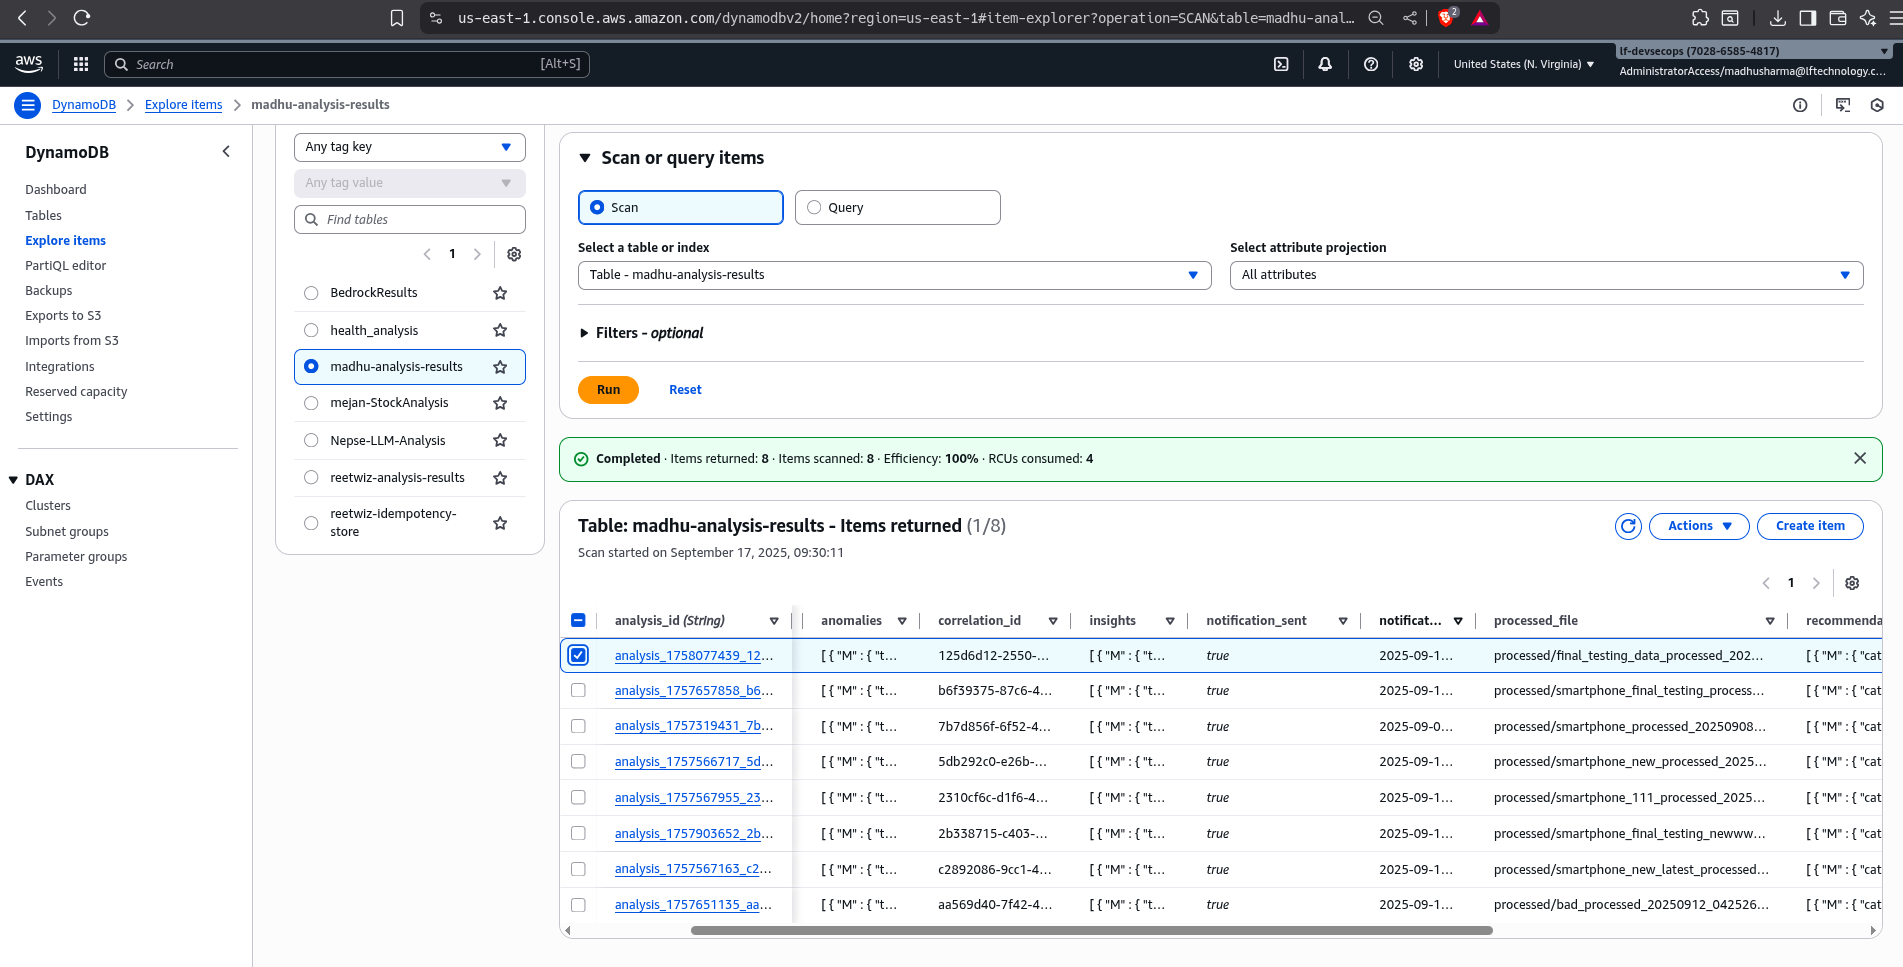 us-east-1.console.aws.amazon.com/dynamodbv2/home?region=us-east-1#item-explorer?operation=SCAN&table=madhu-anal...
2
aws
Search
[Alt+S]
United States (N. Virginia)
lf-devsecops (7028-6585-4817)
AdministratorAccess/madhusharma@lftechnology.c...
DynamoDB
Explore items
madhu-analysis-results
DynamoDB
Dashboard
Tables
Explore items
PartiQL editor
Backups
Exports to S3
Imports from S3
Integrations
Reserved capacity
Settings
DAX
Clusters
Subnet groups
Parameter groups
Events
Any tag key
Any tag value
Find tables
1
BedrockResults
health_analysis
madhu-analysis-results
mejan-StockAnalysis
Nepse-LLM-Analysis
reetwiz-analysis-results
reetwiz-idempotency-
store
Scan or query items
Scan
Query
Select a table or index
Select attribute projection
Table - madhu-analysis-results
All attributes
Filters - optional
Run
Reset
Completed · Items returned: 8 · Items scanned: 8 · Efficiency: 100% · RCUs consumed: 4
Table: madhu-analysis-results - Items returned (1/8)
Actions
Create item
Scan started on September 17, 2025, 09:30:11
1
analysis_id (String) anomalies correlation_id insights notification_sent notificat... processed_file recommenda
analysis_1758077439_12... [ { "M" : { "t... 125d6d12-2550-... [ { "M" : { "t... true 2025-09-1... processed/final_testing_data_processed_202... [ { "M" : { "cat
analysis_1757657858_b6... [ { "M" : { "t... b6f39375-87c6-4... [ { "M" : { "t... true 2025-09-1... processed/smartphone_final_testing_process... [ { "M" : { "cat
analysis_1757319431_7b... [ { "M" : { "t... 7b7d856f-6f52-4... [ { "M" : { "t... true 2025-09-0... processed/smartphone_processed_20250908... [ { "M" : { "cat
analysis_1757566717_5d... [ { "M" : { "t... 5db292c0-e26b-... [ { "M" : { "t... true 2025-09-1... processed/smartphone_new_processed_2025... [ { "M" : { "cat
analysis_1757567955_23... [ { "M" : { "t... 2310cf6c-d1f6-4... [ { "M" : { "t... true 2025-09-1... processed/smartphone_111_processed_2025... [ { "M" : { "cat
analysis_1757903652_2b... [ { "M" : { "t... 2b338715-c403-... [ { "M" : { "t... true 2025-09-1... processed/smartphone_final_testing_newww... [ { "M" : { "cat
analysis_1757567163_c2... [ { "M" : { "t... c2892086-9cc1-4... [ { "M" : { "t... true 2025-09-1... processed/smartphone_new_latest_processed... [ { "M" : { "cat
analysis_1757651135_aa... [ { "M" : { "t... aa569d40-7f42-4... [ { "M" : { "t... true 2025-09-1... processed/bad_processed_20250912_042526... [ { "M" : { "cat